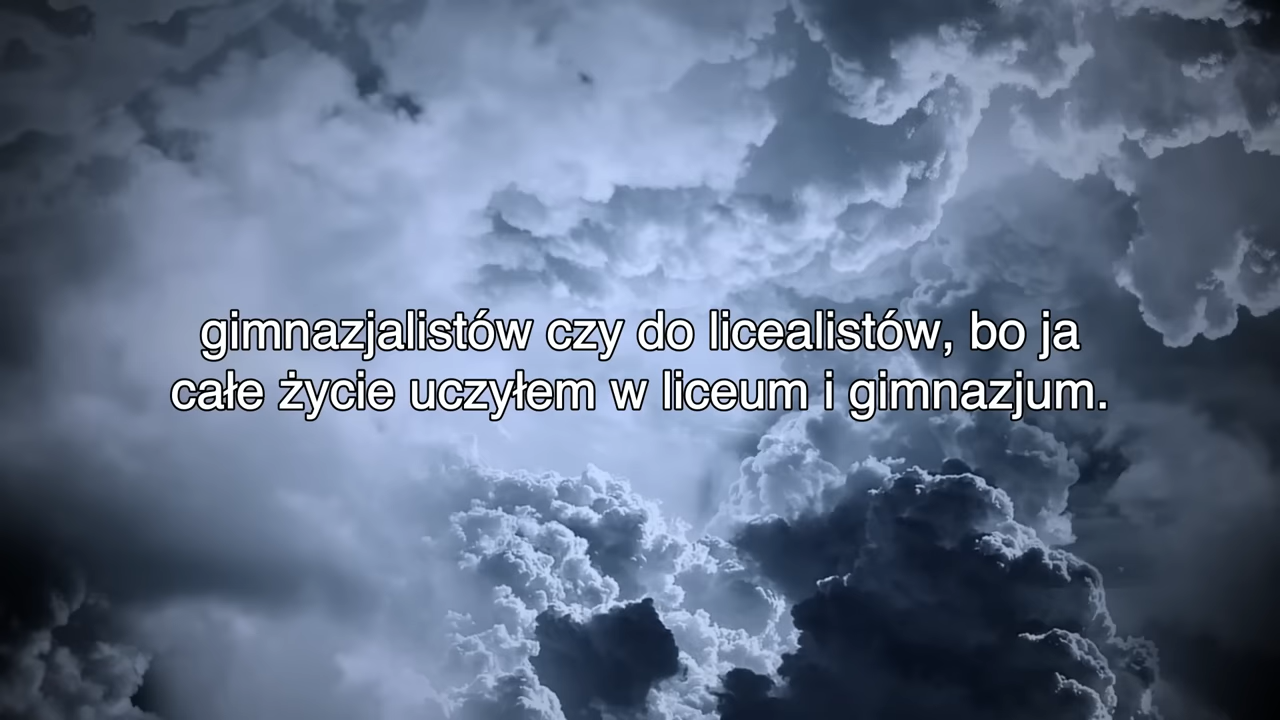 gimnazjalistów czy do licealistów, bo ja
całe życie uczyłem w liceum i gimnazjum.